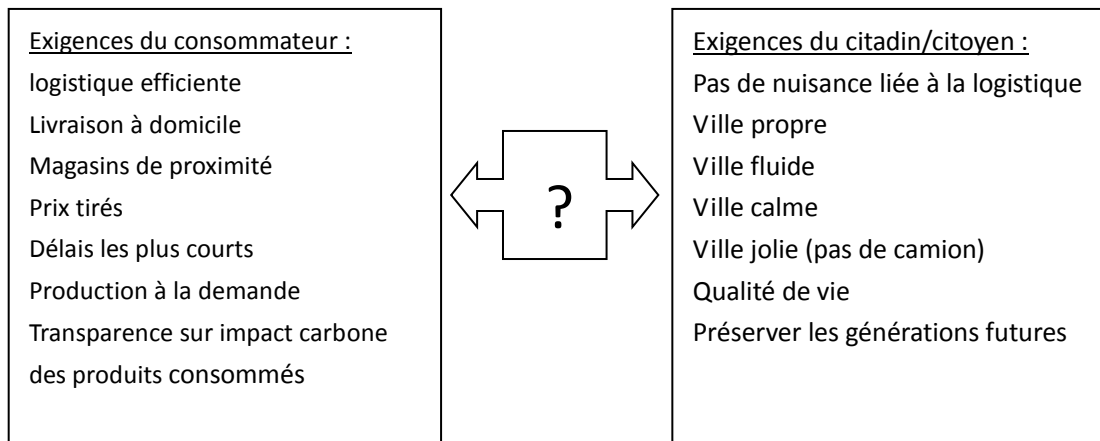 Exigences du consommateur :
logistique efficiente
Livraison à domicile
Magasins de proximité
Prix tirés
Délais les plus courts
Production à la demande
Transparence sur impact carbone
des produits consommés
?
Exigences du citadin/citoyen :
Pas de nuisance liée à la logistique
Ville propre
Ville fluide
Ville calme
Ville jolie (pas de camion)
Qualité de vie
Préserver les générations futures